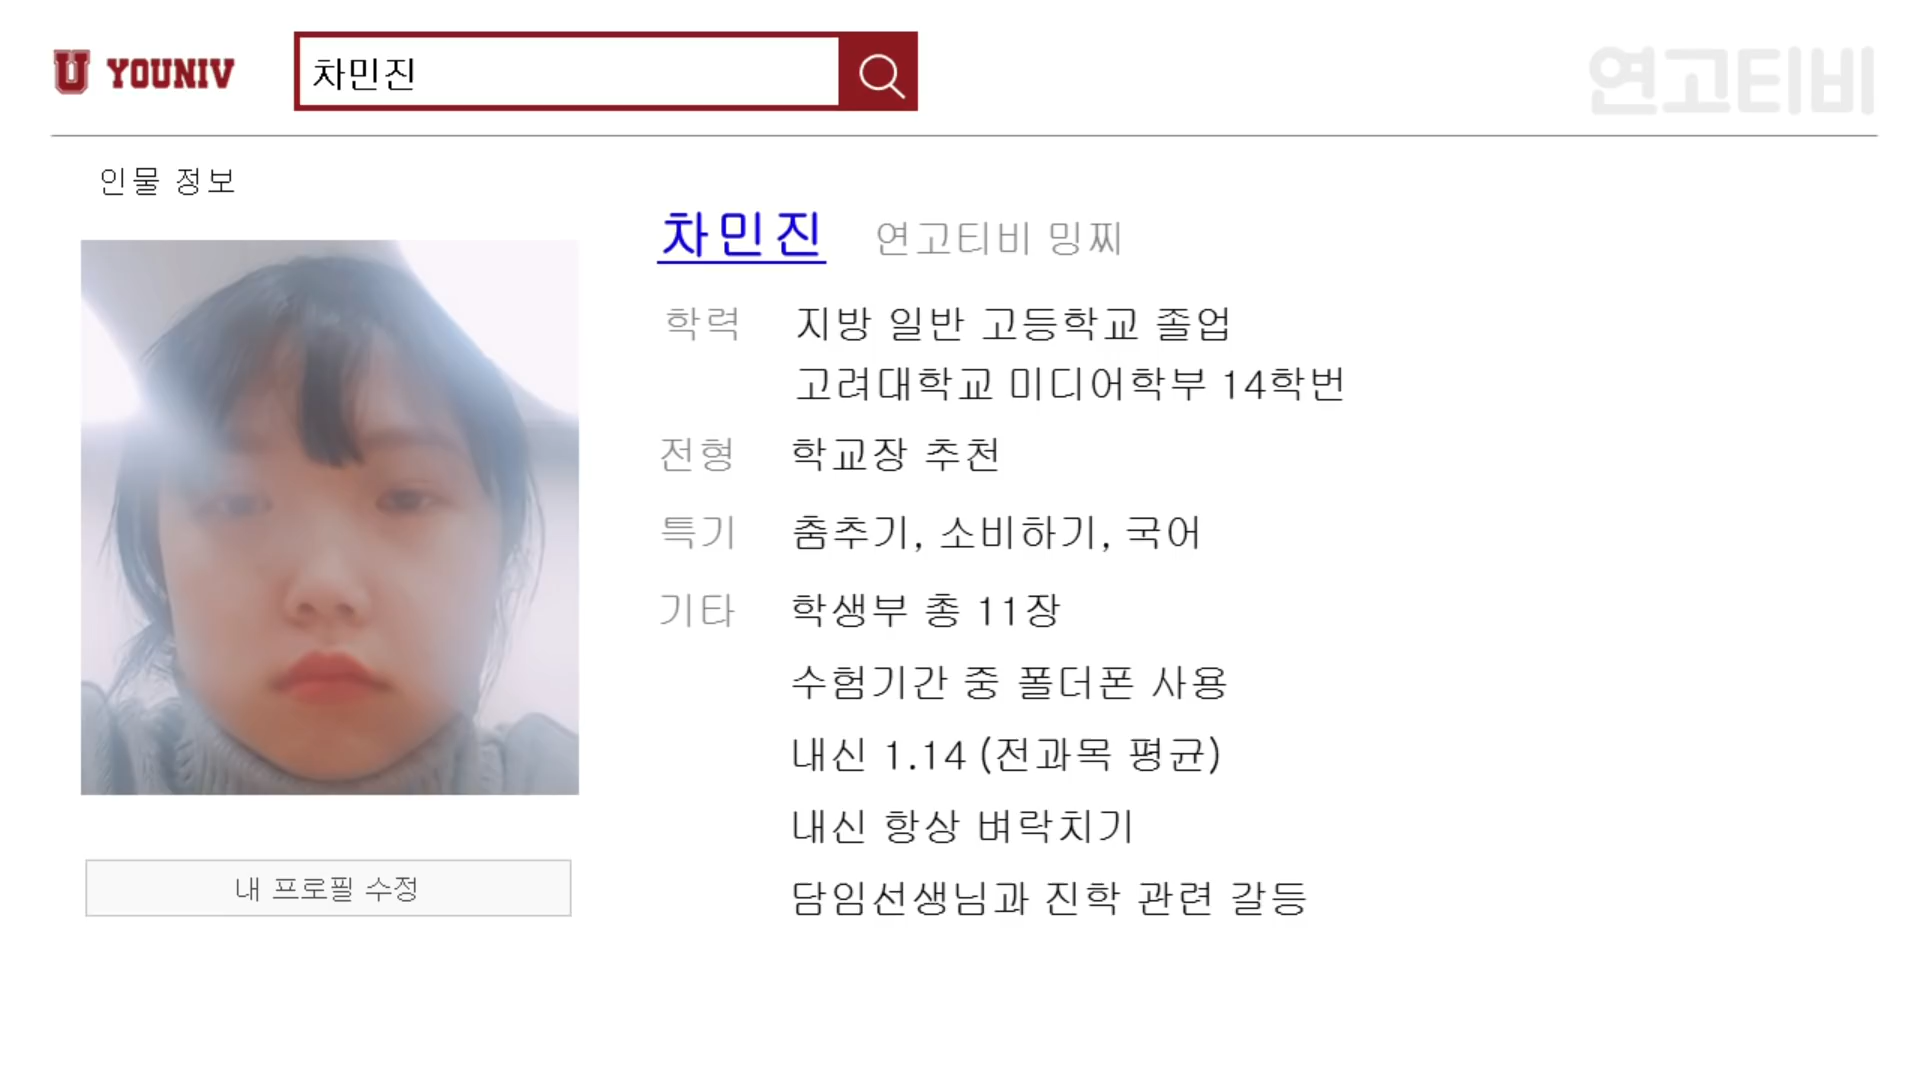 U YOUNIV
차민진
연고티비
인물 정보
차민진 연고티비 밍찌
학력 지방 일반 고등학교 졸업
고려대학교 미디어학부 14학번
전형 학교장 추천
특기 춤추기, 소비하기, 국어
기타 학생부 총 11장
수험기간 중 폴더폰 사용
내신 1.14 (전과목 평균)
내신 항상 벼락치기
담임선생님과 진학 관련 갈등
내 프로필 수정